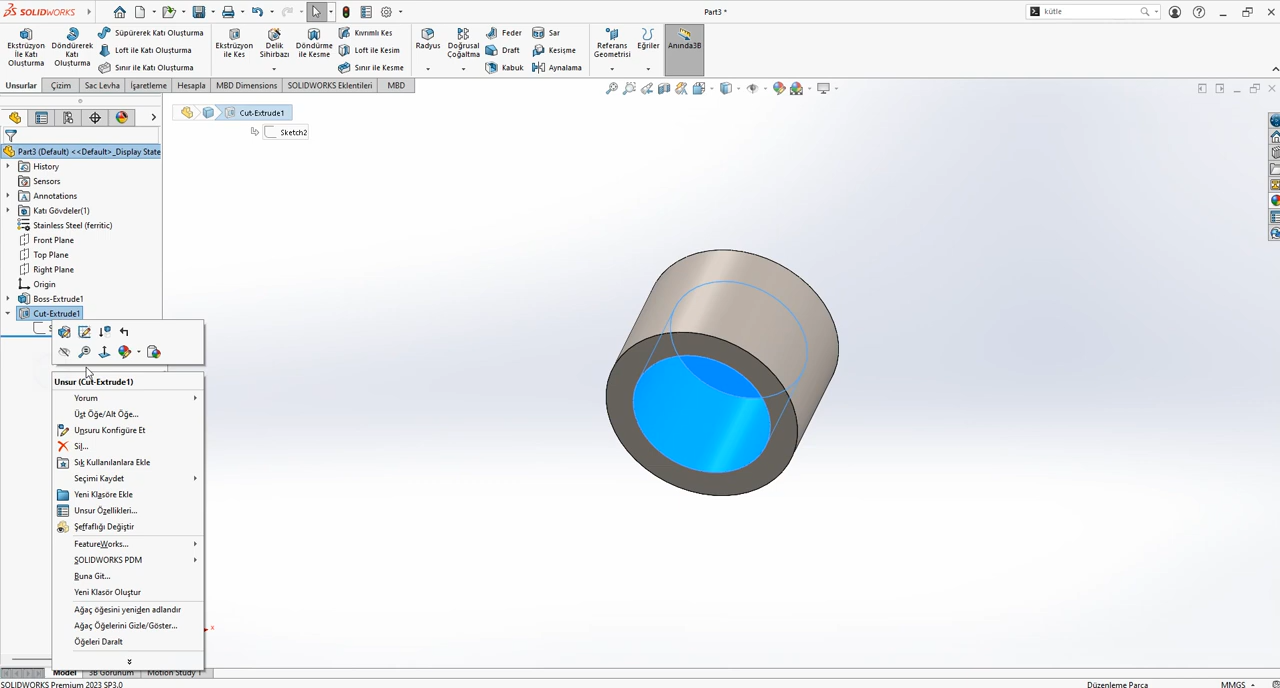 SOLIDWORKS
Part3 *
kütle
Ekstrüzyon İle Katı Oluşturma
Döndürerek Katı Oluşturma
Süpürerek Katı Oluşturma
Loft ile Katı Oluşturma
Sınır ile Katı Oluşturma
Ekstrüzyon ile Kes
Delik Sihirbazı
Döndürme ile Kesme
Kıvrımlı Kes
Loft ile Kesim
Sınır ile Kesme
Radyus
Doğrusal Çoğaltma
Feder
Draft
Kabuk
Sar
Kesişme
Aynalama
Referans Geometrisi
Eğriler
Anında3B
Unsurlar
Çizim
Sac Levha
İşaretleme
Hesapla
MBD Dimensions
SOLIDWORKS Eklentileri
MBD
Cut-Extrude1
Sketch2
Part3 (Default) <<Default>_Display State
History
Sensors
Annotations
Katı Gövdeler(1)
Stainless Steel (ferritic)
Front Plane
Top Plane
Right Plane
Origin
Boss-Extrude1
Cut-Extrude1
Unsur (Cut-Extrude1)
Yorum
Üst Öğe/Alt Öğe...
Unsuru Konfigüre Et
Sil...
Sık Kullanılanlara Ekle
Seçimi Kaydet
Yeni Klasöre Ekle
Unsur Özellikleri...
Şeffaflığı Değiştir
FeatureWorks...
SOLIDWORKS PDM
Buna Git...
Yeni Klasör Oluştur
Ağaç öğesini yeniden adlandır
Ağaç Öğelerini Gizle/Göster...
Öğeleri Daralt
x
Model
3B Görünüm
Motion Study 1
SOLIDWORKS Premium 2023 SP3.0
Düzenleme Parca
MMGS